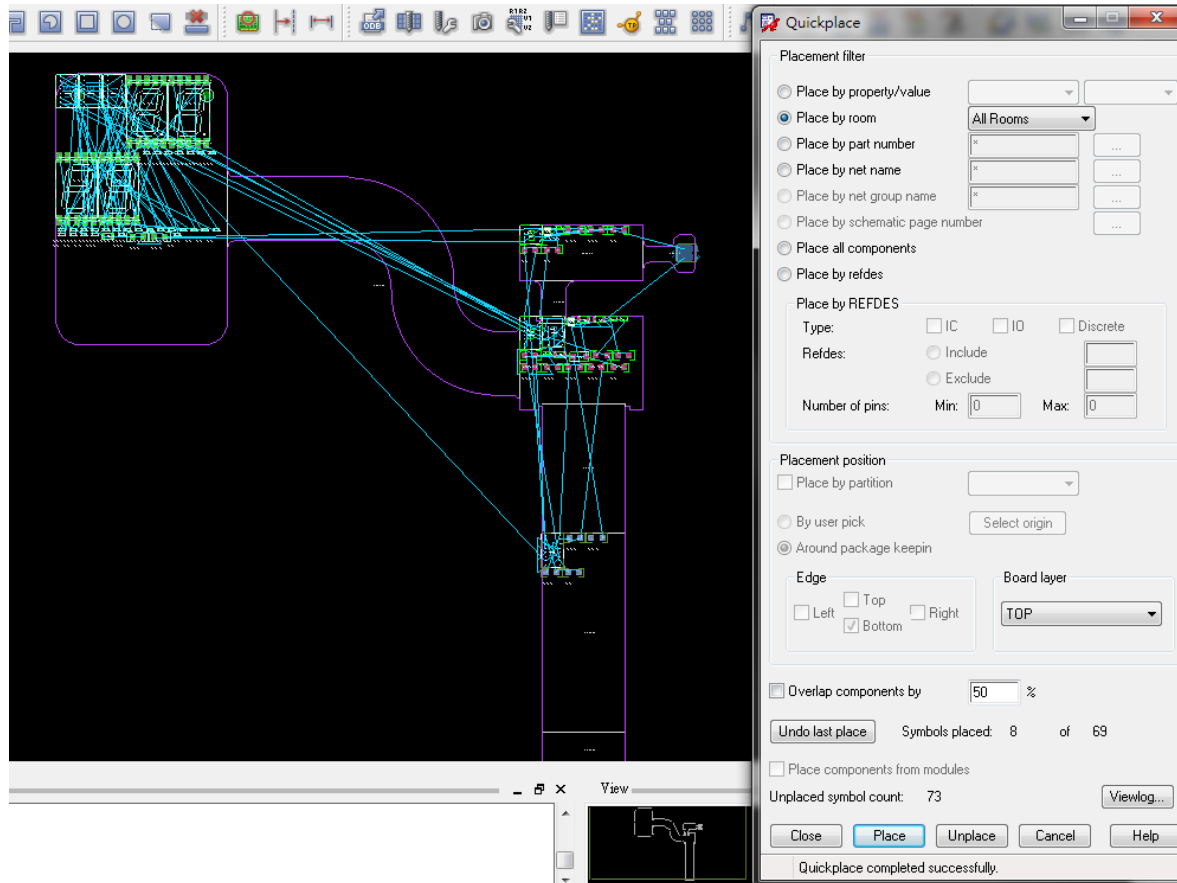 ODB
R1R2
U1
U2
TP
Quickplace
Placement filter
Place by property/value
Place by room All Rooms
Place by part number * ...
Place by net name * ...
Place by net group name * ...
Place by schematic page number ...
Place all components
Place by refdes
Place by REFDES
Type: IC IO Discrete
Refdes: Include
Exclude
Number of pins: Min: 0 Max: 0
Placement position
Place by partition
By user pick Select origin
Around package keepin
Edge Board layer
Top
Left Right TOP
Bottom
Overlap components by 50 %
Undo last place Symbols placed: 8 of 69
Place components from modules
Unplaced symbol count: 73 Viewlog...
Close Place Unplace Cancel Help
Quickplace completed successfully.
View